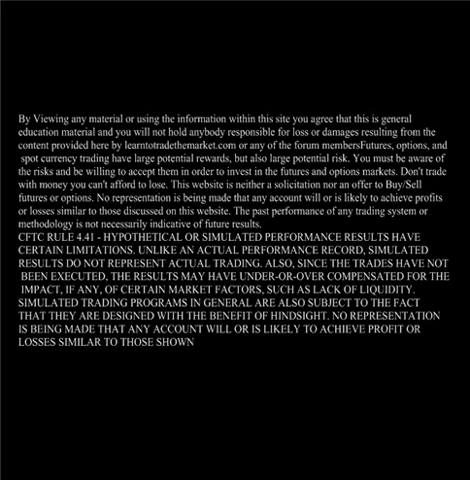 By Viewing any material or using the information within this site you agree that this is general
education material and you will not hold anybody responsible for loss or damages resulting from the
content provided here by learntotradethemarket.com or any of the forum membersFutures, options, and
spot currency trading have large potential rewards, but also large potential risk. You must be aware of
the risks and be willing to accept them in order to invest in the futures and options markets. Don't trade
with money you can't afford to lose. This website is neither a solicitation nor an offer to Buy/Sell
futures or options. No representation is being made that any account will or is likely to achieve profits
or losses similar to those discussed on this website. The past performance of any trading system or
methodology is not necessarily indicative of future results.
CFTC RULE 4.41 - HYPOTHETICAL OR SIMULATED PERFORMANCE RESULTS HAVE
CERTAIN LIMITATIONS. UNLIKE AN ACTUAL PERFORMANCE RECORD, SIMULATED
RESULTS DO NOT REPRESENT ACTUAL TRADING. ALSO, SINCE THE TRADES HAVE NOT
BEEN EXECUTED, THE RESULTS MAY HAVE UNDER-OR-OVER COMPENSATED FOR THE
IMPACT, IF ANY, OF CERTAIN MARKET FACTORS, SUCH AS LACK OF LIQUIDITY.
SIMULATED TRADING PROGRAMS IN GENERAL ARE ALSO SUBJECT TO THE FACT
THAT THEY ARE DESIGNED WITH THE BENEFIT OF HINDSIGHT. NO REPRESENTATION
IS BEING MADE THAT ANY ACCOUNT WILL OR IS LIKELY TO ACHIEVE PROFIT OR
LOSSES SIMILAR TO THOSE SHOWN